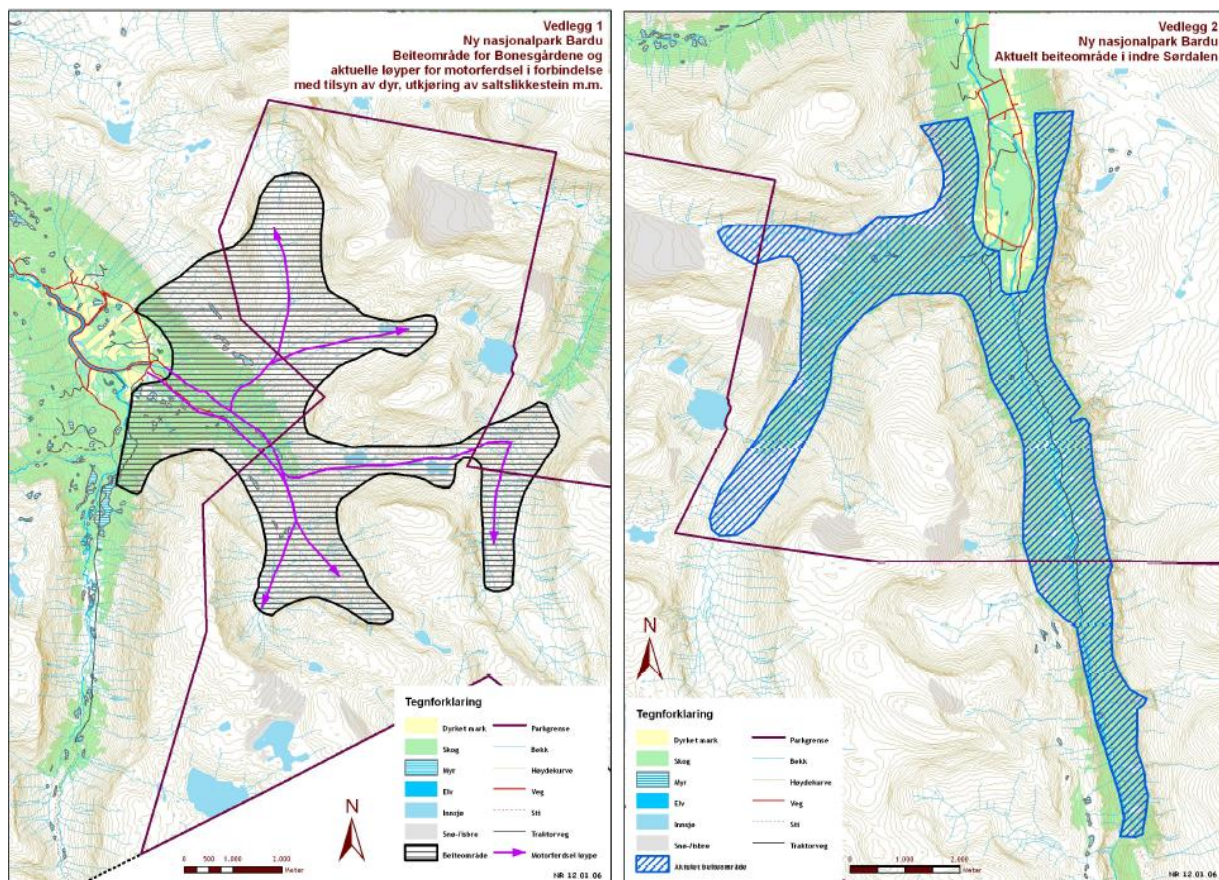 Vedlegg 1
Ny nasjonalpark Bardu
Beiteområde for Bonesgårdene og
aktuelle løyper for motorferdsel i forbindelse
med tilsyn av dyr, utkjøring av saltslikkestein m.m.
N
Tegnforklaring
Dyrket mark
Parkgrense
Skog
Bekk
Myr
Høydekurve
Elv
Veg
Innsjø
Sti
Snø-/Isbre
Traktorveg
Beiteområde
Motorferdsel løype
0 500 1.000 2.000
Meter
NR 12.01.06
Vedlegg 2
Ny nasjonalpark Bardu
Aktuelt beiteområde i indre Sørdalen
N
Tegnforklaring
Dyrket mark
Parkgrense
Skog
Bekk
Myr
Høydekurve
Elv
Veg
Innsjø
Sti
Snø-/Isbre
Traktorveg
Aktuelt beiteområde
0 1.000 2.000
Meter
NR 12.01.06